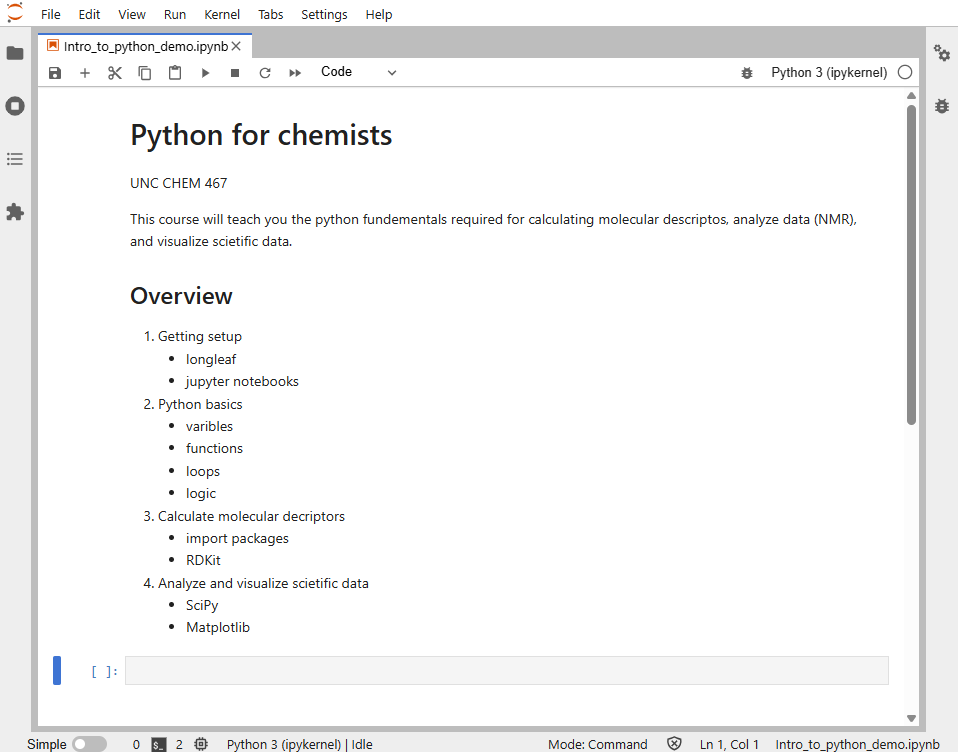 File Edit View Run Kernel Tabs Settings Help
Intro_to_python_demo.ipynb
Code Python 3 (ipykernel)
Python for chemists
UNC CHEM 467
This course will teach you the python fundementals required for calculating molecular descriptos, analyze data (NMR),
and visualize scietific data.
Overview
1. Getting setup
• longleaf
• jupyter notebooks
2. Python basics
• varibles
• functions
• loops
• logic
3. Calculate molecular decriptors
• import packages
• RDKit
4. Analyze and visualize scietific data
• SciPy
• Matplotlib
[ ]:
Simple 0 $_ 2 Python 3 (ipykernel) | Idle Mode: Command Ln 1, Col 1 Intro_to_python_demo.ipynb